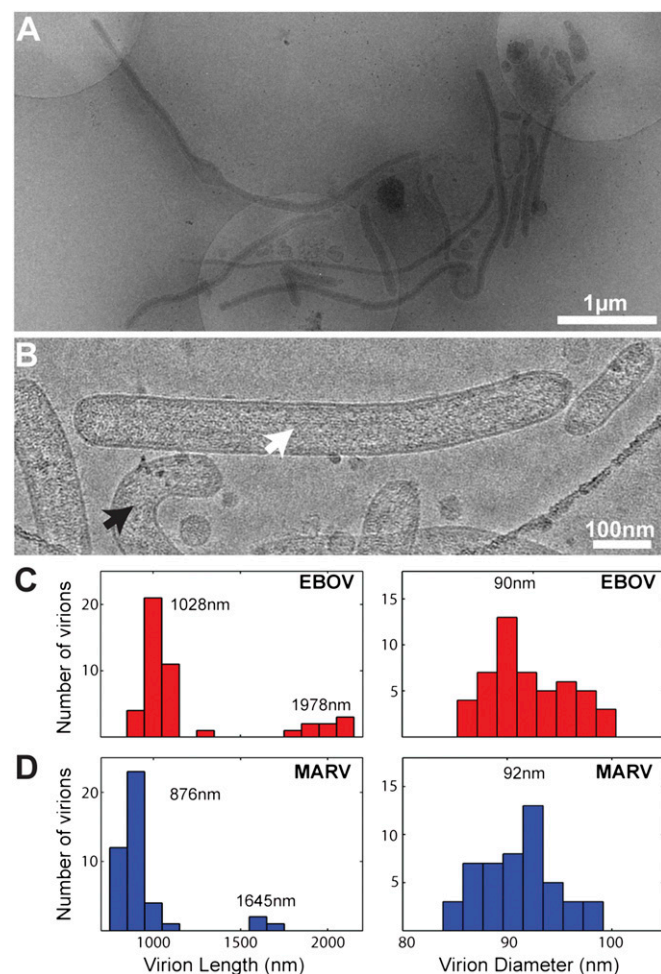 A
1µm
B
100nm
C
EBOV
1028nm
1978nm
Number of virions
20
10
90nm
EBOV
15
10
5
D
MARV
876nm
1645nm
Number of virions
20
10
1000
1500
2000
Virion Length (nm)
92nm
MARV
15
10
5
80
90
100
Virion Diameter (nm)